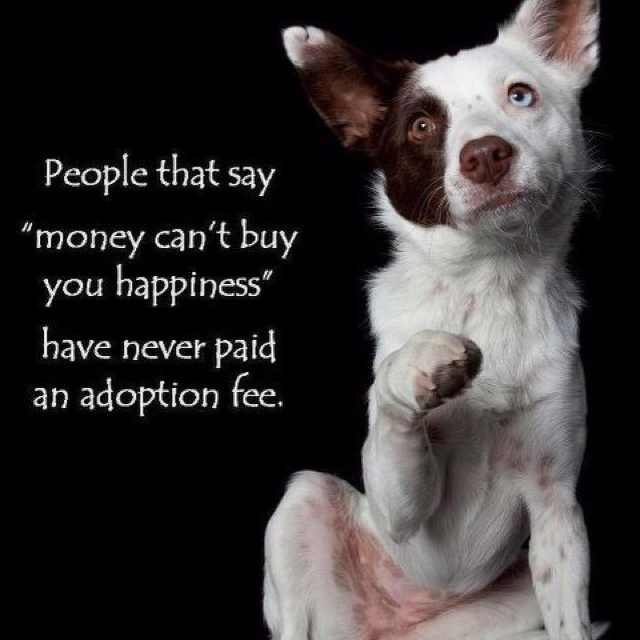 People that say
"money can't buy
you happiness"
have never paid
an adoption fee.